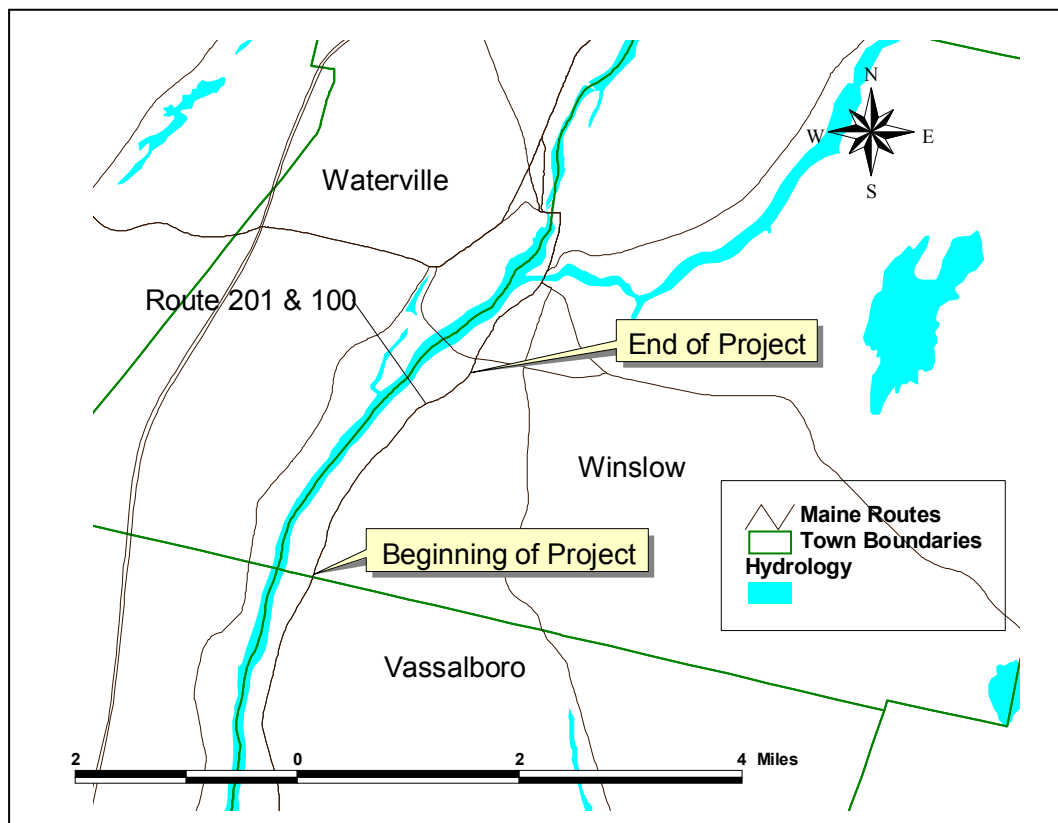 N
W
E
S
Waterville
Route 201 & 100
End of Project
Winslow
Maine Routes
Town Boundaries
Hydrology
Beginning of Project
Vassalboro
2 0 2 4 Miles